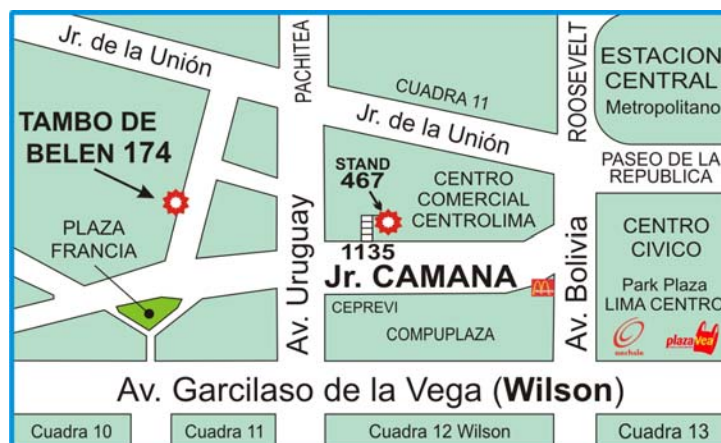 Jr. de la Unión
PACHITEA
CUADRA 11
Jr. de la Unión
ROOSEVELT
ESTACION
CENTRAL
Metropolitano
TAMBO DE
BELEN 174
STAND
467
CENTRO
COMERCIAL
CENTROLIMA
PASEO DE LA
REPUBLICA
PLAZA
FRANCIA
1135
Av. Uruguay
Jr. CAMANA
Av. Bolivia
CENTRO
CIVICO
Park Plaza
LIMA CENTRO
CEPREVI
COMPUPLAZA
oechsle
plazaVea
Av. Garcilaso de la Vega (Wilson)
Cuadra 10
Cuadra 11
Cuadra 12 Wilson
Cuadra 13